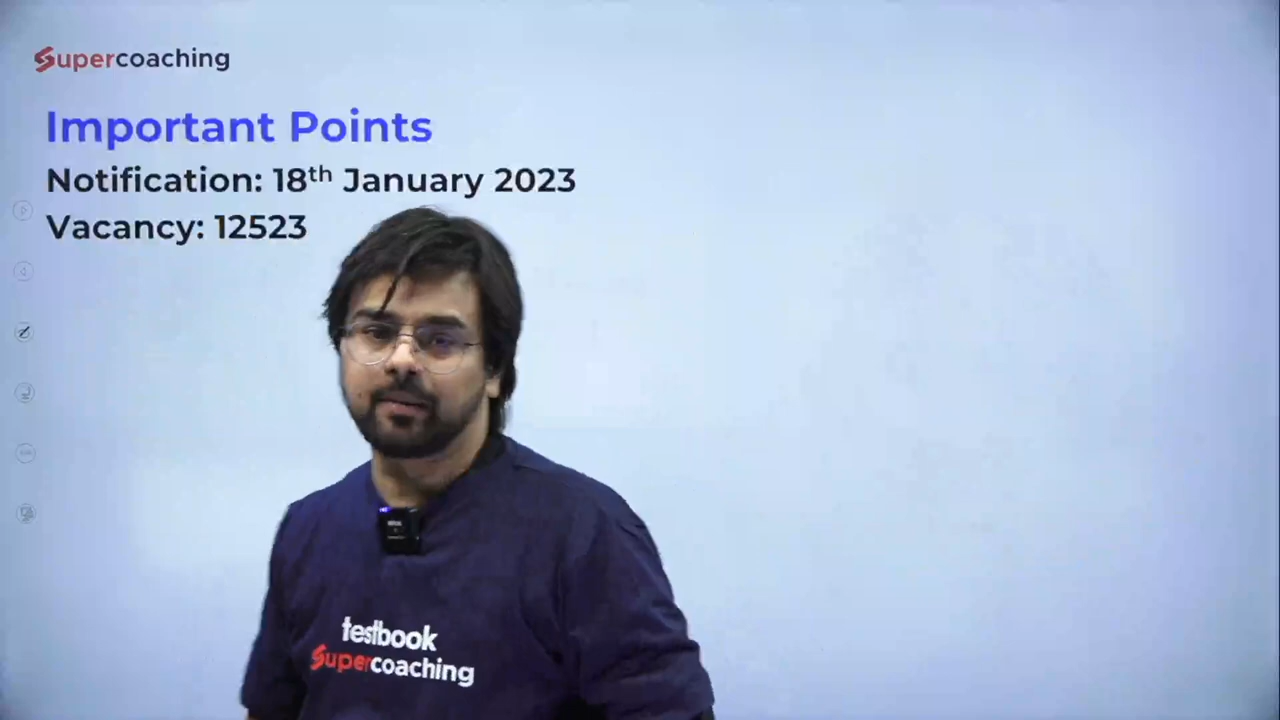 Supercoaching
Important Points
Notification: 18th January 2023
Vacancy: 12523
testbook
Supercoaching